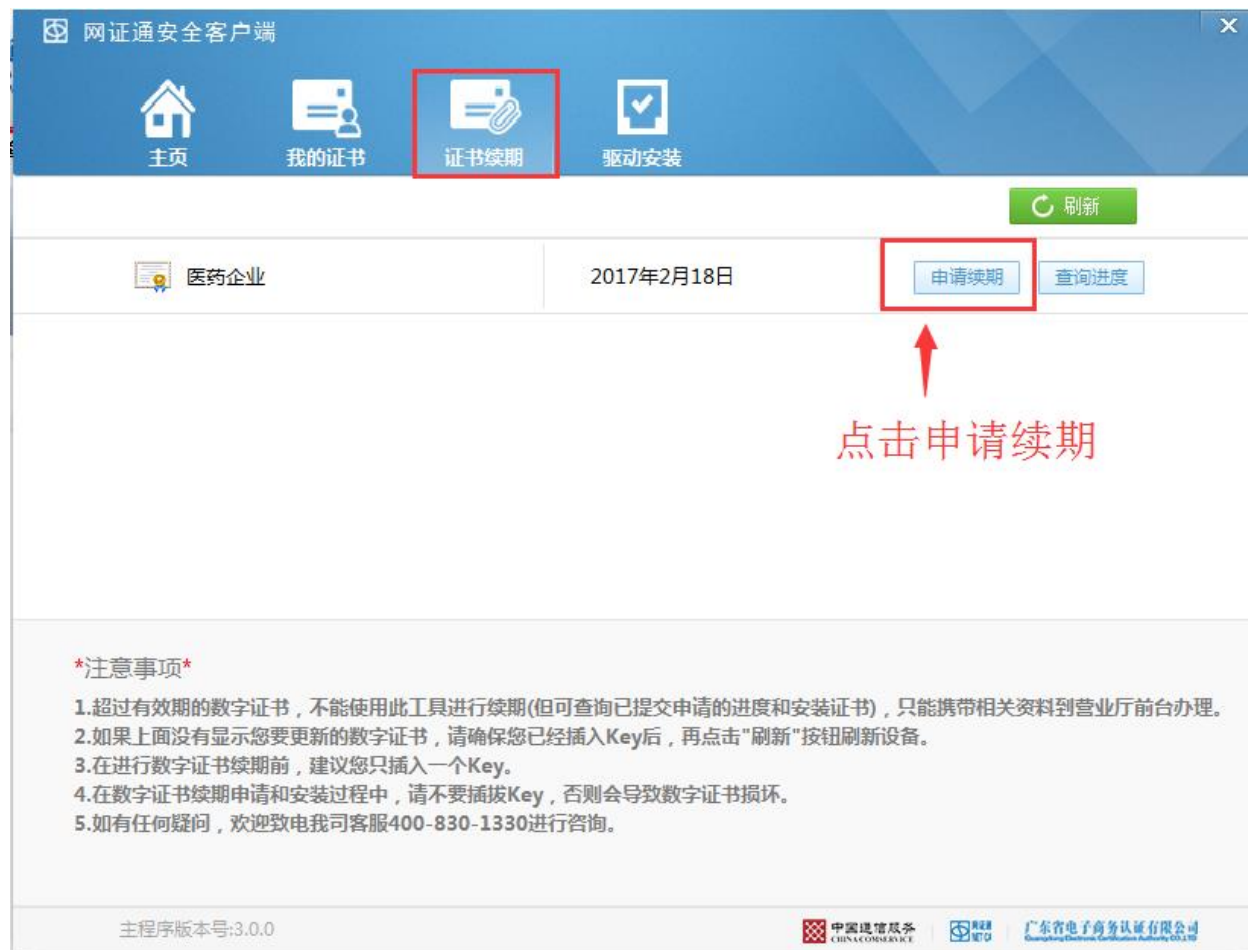 网证通安全客户端
主页 我的证书 证书续期 驱动安装
刷新
医药企业 2017年2月18日 申请续期 查询进度
点击申请续期
*注意事项*
1.超过有效期的数字证书，不能使用此工具进行续期(但可查询已提交申请的进度和安装证书)，只能携带相关资料到营业厅前台办理。
2.如果上面没有显示您要更新的数字证书，请确保您已经插入Key后，再点击"刷新"按钮刷新设备。
3.在进行数字证书续期前，建议您只插入一个Key。
4.在数字证书续期申请和安装过程中，请不要插拔Key，否则会导致数字证书损坏。
5.如有任何疑问，欢迎致电我司客服400-830-1330进行咨询。
主程序版本号:3.0.0 中国通信服务 网证通 广东省电子商务认证有限公司
CHINA COMSERVICE NETCA Guangdong Electronic Certification Authority CO.,LTD